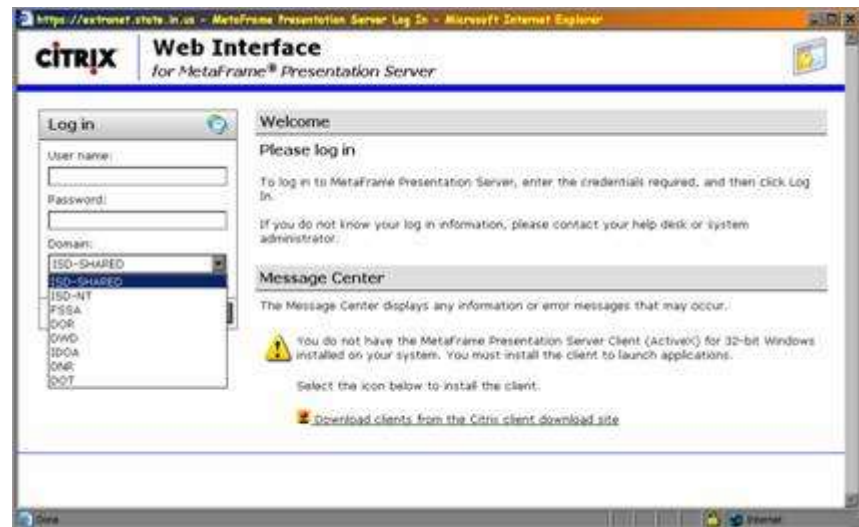 https://extranet.state.in.us - MetaFrame Presentation Server Log In - Microsoft Internet Explorer
CITRIX
Web Interface
for MetaFrame® Presentation Server
Log in
User name:
Password:
Domain:
ISD-SHARED
ISD-SHARED
ISD-NT
FSSA
DOR
DWD
IDOA
DNR
DOT
Welcome
Please log in
To log in to MetaFrame Presentation Server, enter the credentials required, and then click Log
In.
If you do not know your log in information, please contact your help desk or system
administrator.
Message Center
The Message Center displays any information or error messages that may occur.
You do not have the MetaFrame Presentation Server Client (ActiveX) for 32-bit Windows
installed on your system. You must install the client to launch applications.
Select the icon below to install the client.
Download clients from the Citrix client download site
Done
Internet